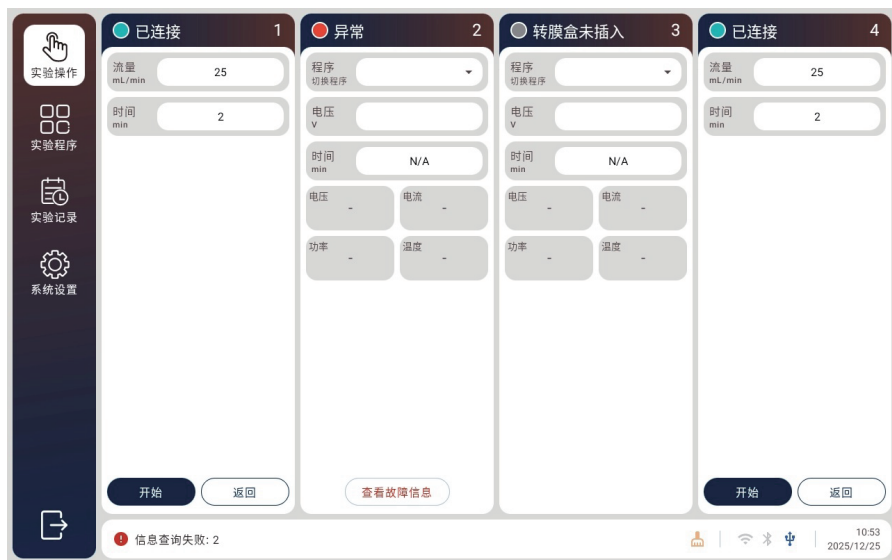 实验操作
实验程序
实验记录
系统设置
已连接 1
流量
mL/min
25
时间
min
2
开始
返回
异常 2
程序
切换程序
电压
V
时间
min
N/A
电压
-
电流
-
功率
-
温度
-
查看故障信息
转膜盒未插入 3
程序
切换程序
电压
V
时间
min
N/A
电压
-
电流
-
功率
-
温度
-
已连接 4
流量
mL/min
25
时间
min
2
开始
返回
信息查询失败: 2
10:53
2025/12/25